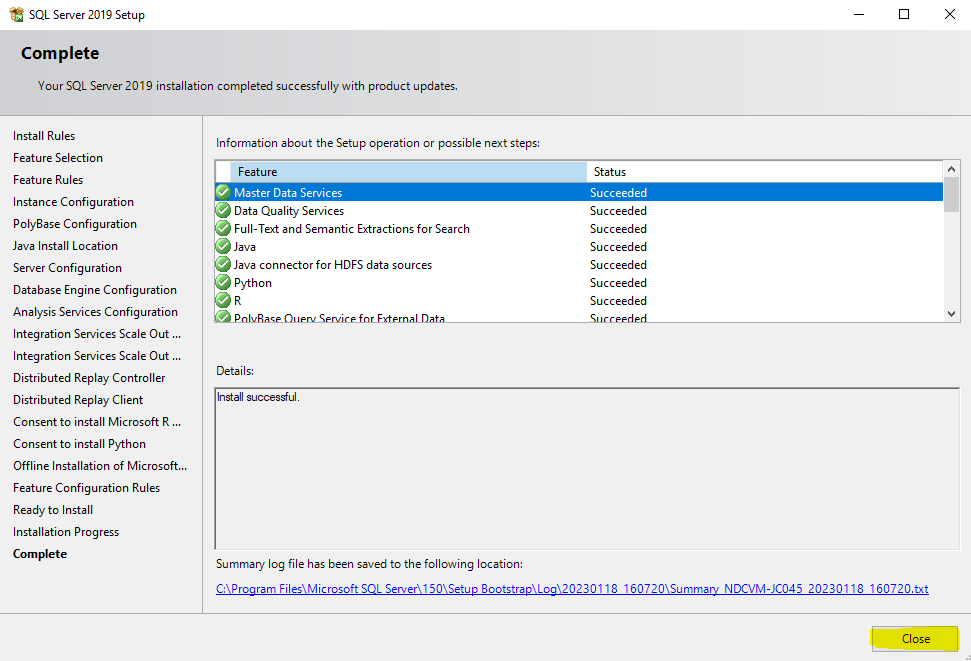 SQL Server 2019 Setup
Complete
Your SQL Server 2019 installation completed successfully with product updates.
Install Rules
Feature Selection
Feature Rules
Instance Configuration
PolyBase Configuration
Java Install Location
Server Configuration
Database Engine Configuration
Analysis Services Configuration
Integration Services Scale Out ...
Integration Services Scale Out ...
Distributed Replay Controller
Distributed Replay Client
Consent to install Microsoft R ...
Consent to install Python
Offline Installation of Microsoft...
Feature Configuration Rules
Ready to Install
Installation Progress
Complete
Information about the Setup operation or possible next steps:
Feature Status
Master Data Services Succeeded
Data Quality Services Succeeded
Full-Text and Semantic Extractions for Search Succeeded
Java Succeeded
Java connector for HDFS data sources Succeeded
Python Succeeded
R Succeeded
PolyBase Query Service for External Data Succeeded
Details:
Install successful.
Summary log file has been saved to the following location:
C:\Program Files\Microsoft SQL Server\150\Setup Bootstrap\Log\20230118_160720\Summary_NDCVM-JC045_20230118_160720.txt
Close